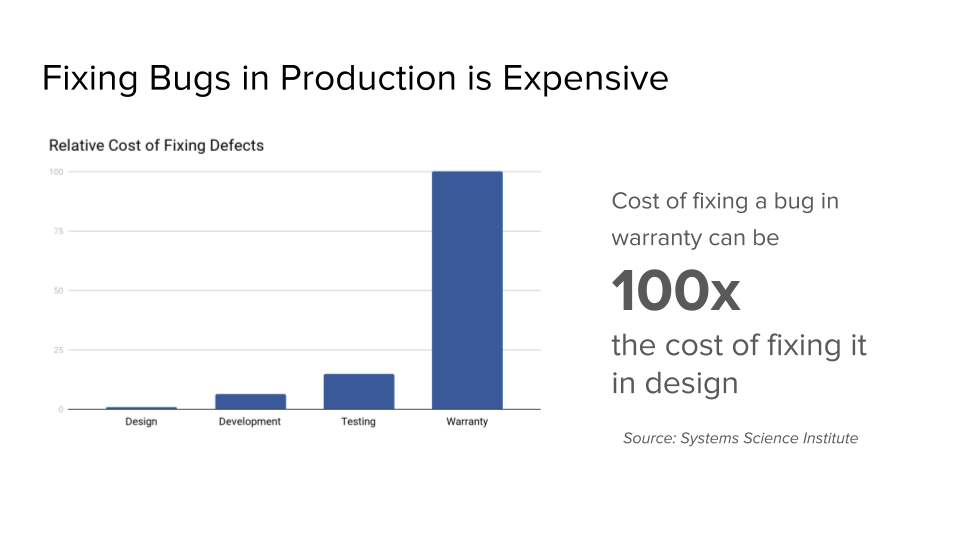 Fixing Bugs in Production is Expensive
Relative Cost of Fixing Defects
100
75
50
25
0
Design
Development
Testing
Warranty
Cost of fixing a bug in
warranty can be
100x
the cost of fixing it
in design
Source: Systems Science Institute